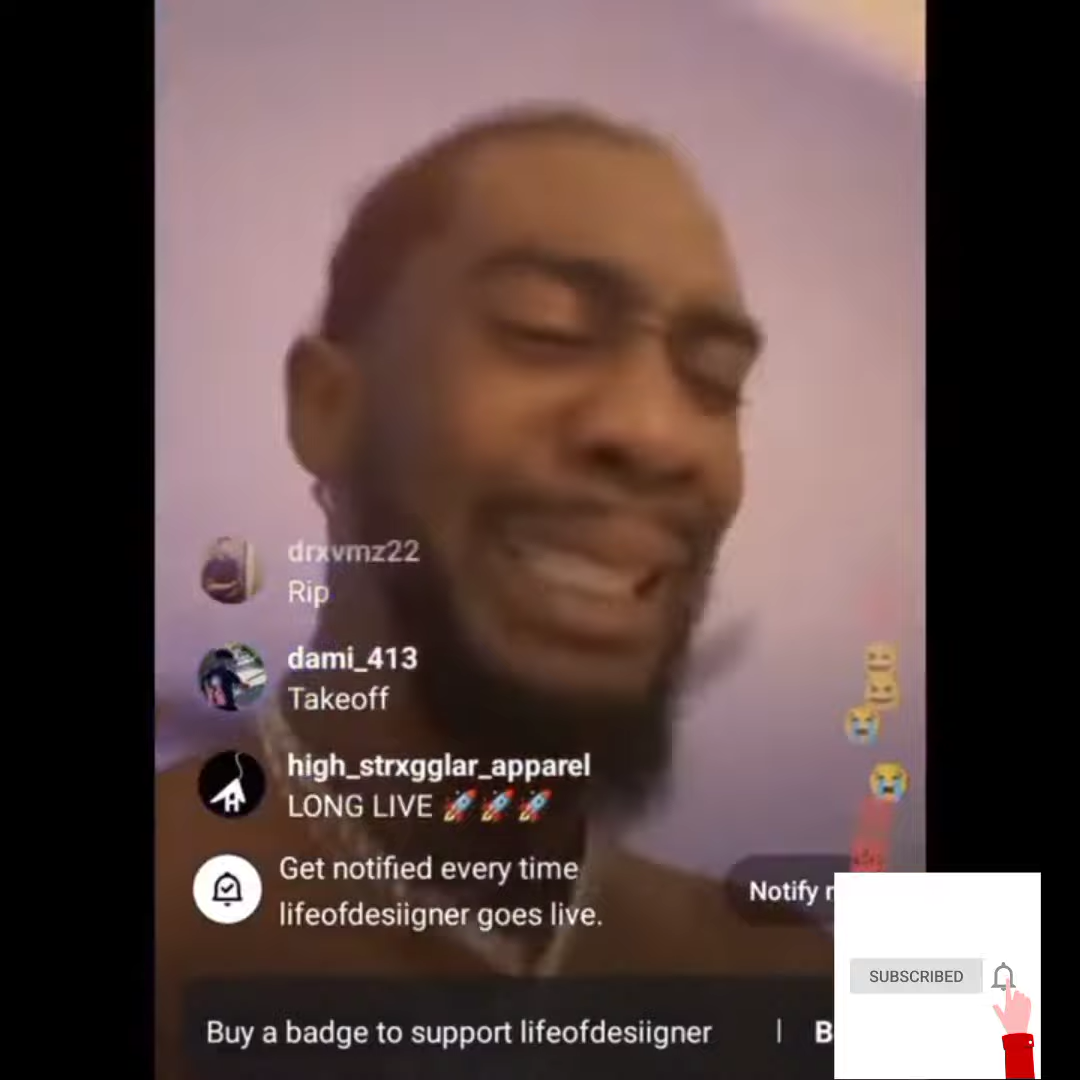 drxvmz22
Rip
dami_413
Takeoff
high_strxgglar_apparel
LONG LIVE 🚀🚀🚀
Get notified every time
lifeofdesiigner goes live.
Notify
SUBSCRIBED
Buy a badge to support lifeofdesiigner